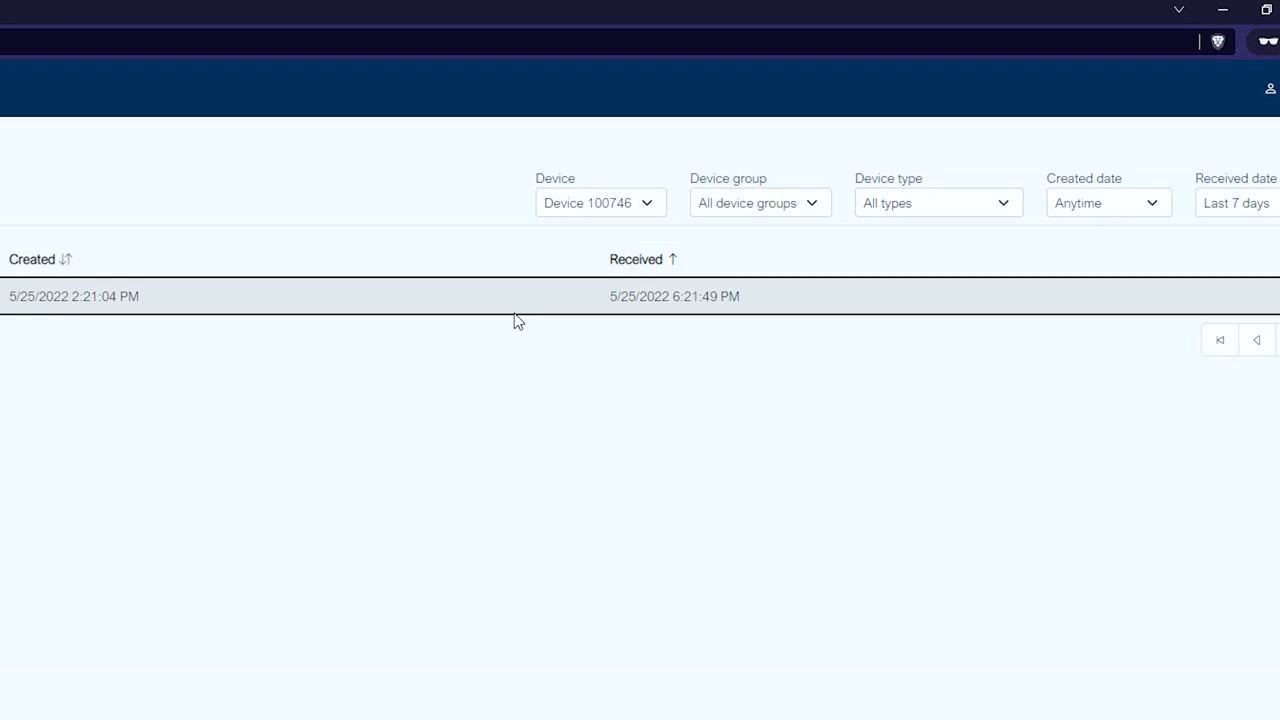 Device Device group Device type Created date Received date
Device 100746 All device groups All types Anytime Last 7 days
Created Received
5/25/2022 2:21:04 PM 5/25/2022 6:21:49 PM